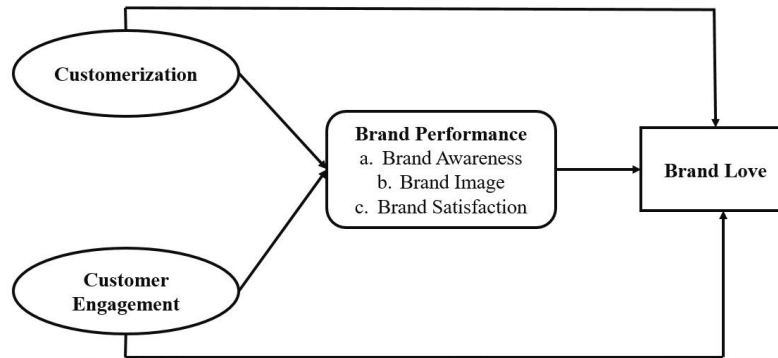 Customerization
Brand Performance
a. Brand Awareness
b. Brand Image
c. Brand Satisfaction
Brand Love
Customer
Engagement